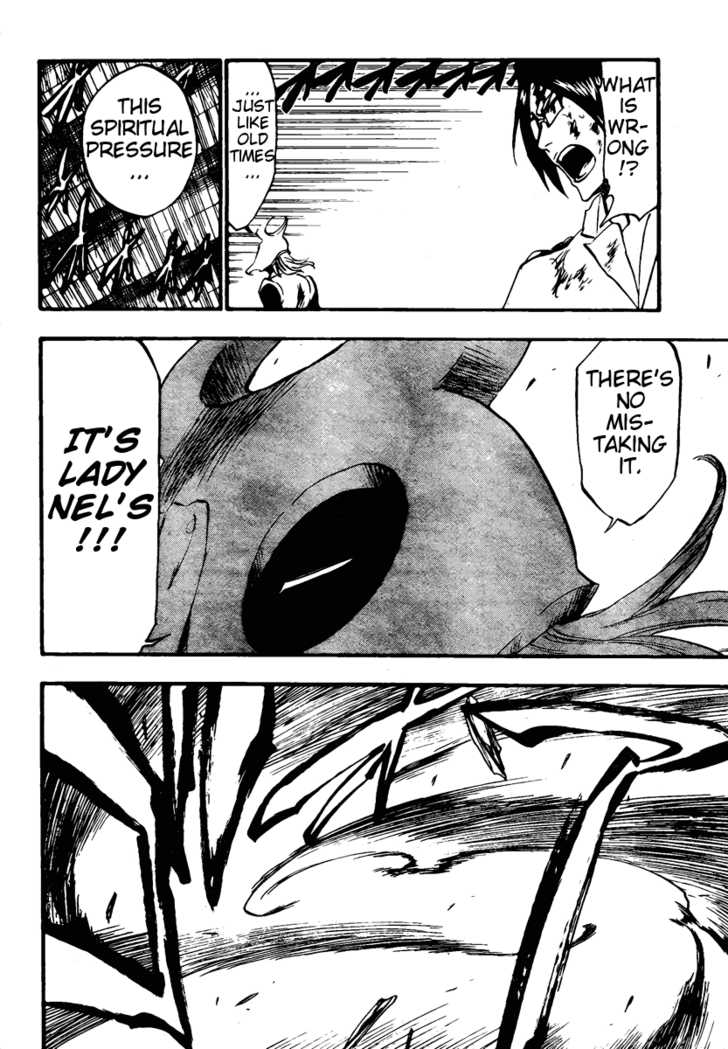 WHAT
IS
WR-
ONG
!?
...
JUST
LIKE
OLD
TIMES
...
THIS
SPIRITUAL
PRESSURE
...
THERE'S
NO
MIS-
TAKING
IT.
IT'S
LADY
NEL'S
!!!